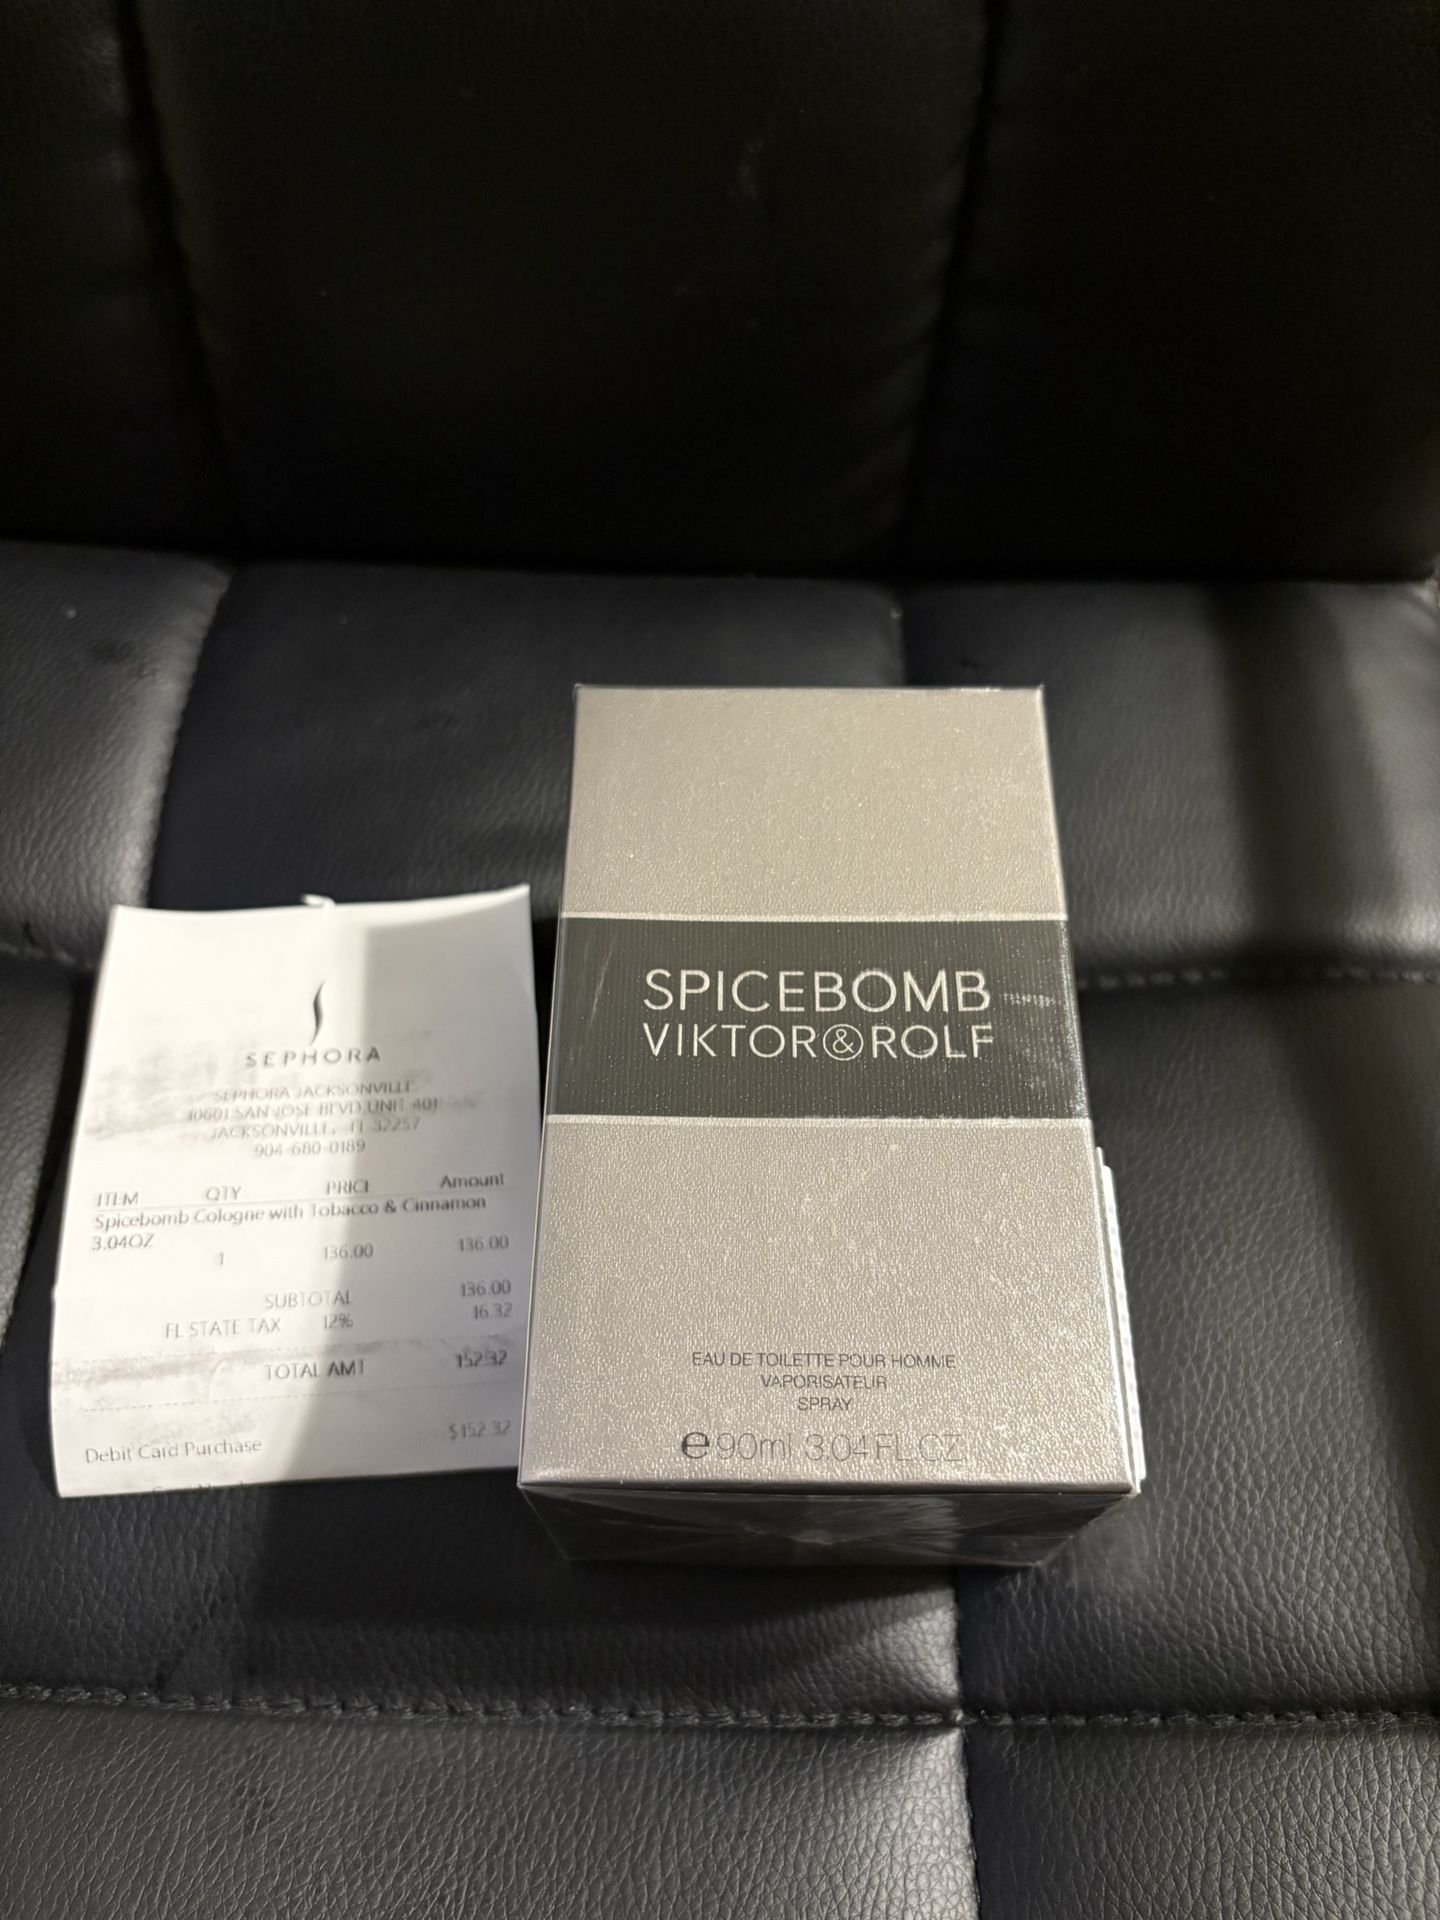 SEPHORA
SEPHORA JACKSONVILLE
10601 SAN JOSE BLVD UNIT 401
JACKSONVILLE, FL 32257
904-680-0189
ITEM QTY PRICE Amount
Spicebomb Cologne with Tobacco & Cinnamon
3.04OZ
1 136.00 136.00
SUBTOTAL 136.00
FL STATE TAX 12% 16.32
TOTAL AMT 152.32
Debit Card Purchase $152.32
SPICEBOMB
VIKTOR&ROLF
EAU DE TOILETTE POUR HOMME
VAPORISATEUR
SPRAY
e 90ml 3.04 FL.OZ